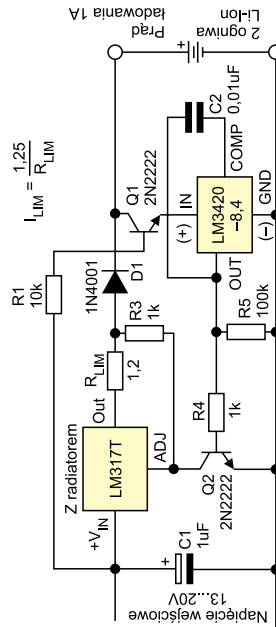 Napięcie wejściowe
13...20V
C1
1uF
+
+V_IN
Z radiatorem
LM317T
Out
ADJ
R_LIM
1,2
R1
10k
I_LIM = 1,25 / R_LIM
R3
1k
1N4001
D1
Q1
2N2222
Q2
2N2222
R4
1k
R5
100k
OUT
IN
(+)
LM3420
–8,4
COMP
GND
(–)
C2
0,01uF
Prąd
ładowania 1A
+
2 ogniwa
Li-Ion